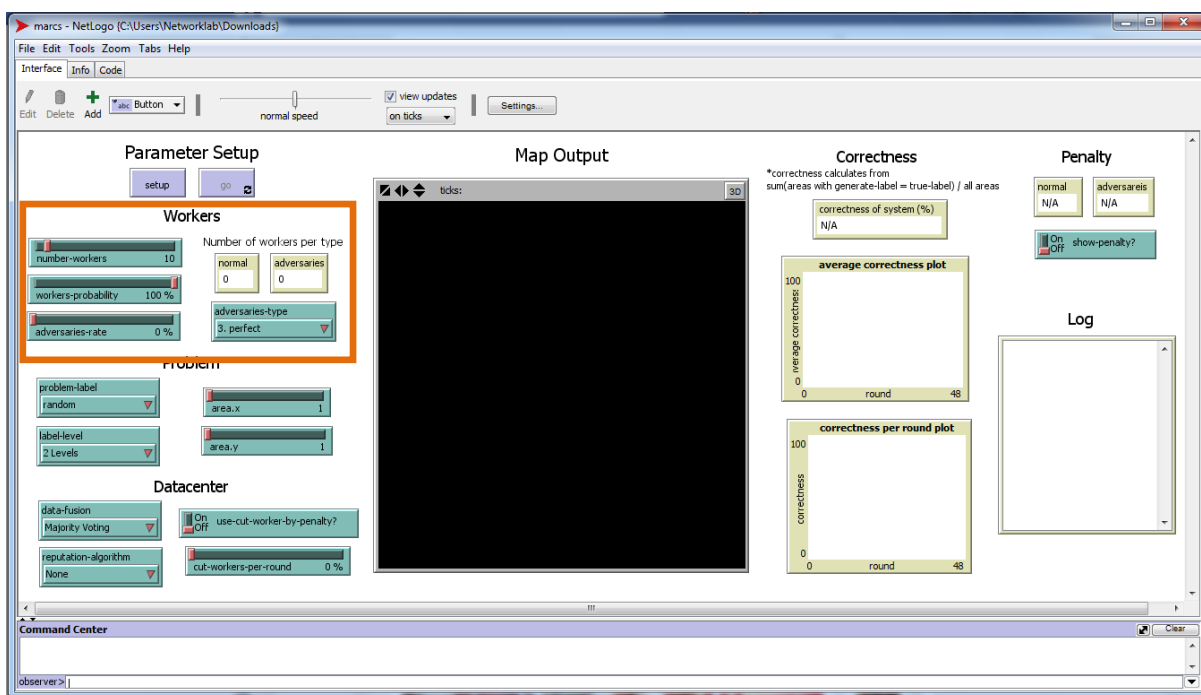 marcs - NetLogo {C:\Users\Networklab\Downloads}
File Edit Tools Zoom Tabs Help
Interface Info Code
Edit Delete Add
abc Button
normal speed
view updates
on ticks
Settings...
Parameter Setup
setup
go
Workers
number-workers 10
workers-probability 100 %
adversaries-rate 0 %
Number of workers per type
normal
0
adversaries
0
adversaries-type
3. perfect
Problem
problem-label
random
label-level
2 Levels
area.x 1
area.y 1
Datacenter
data-fusion
Majority Voting
reputation-algorithm
None
On
Off
use-cut-worker-by-penalty?
cut-workers-per-round 0 %
Map Output
ticks:
3D
Correctness
*correctness calculates from
sum(areas with generate-label = true-label) / all areas
correctness of system (%)
N/A
average correctness plot
100
average correctness
0
0 round 48
correctness per round plot
100
correctness
0
0 round 48
Penalty
normal
N/A
adversareis
N/A
On
Off
show-penalty?
Log
Command Center
Clear
observer>